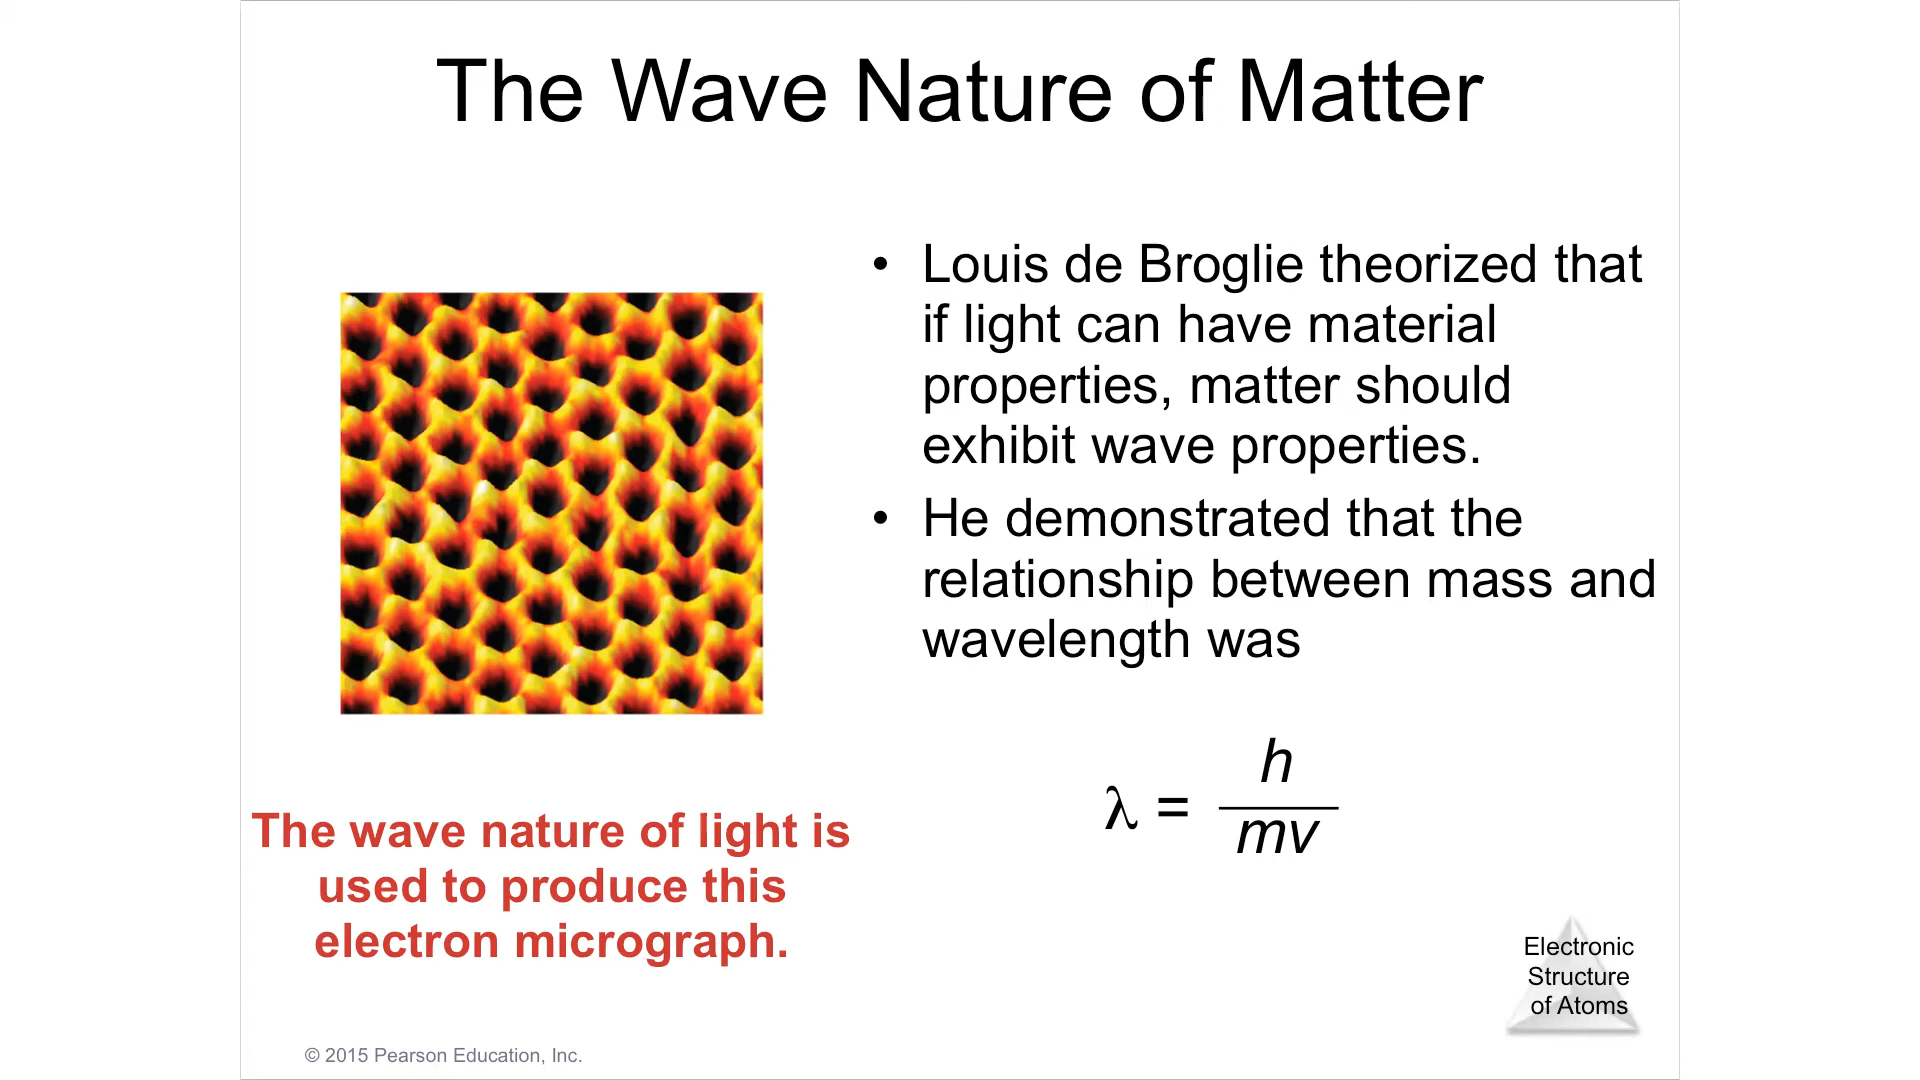 The Wave Nature of Matter
• Louis de Broglie theorized that
if light can have material
properties, matter should
exhibit wave properties.
• He demonstrated that the
relationship between mass and
wavelength was
λ = h/mv
The wave nature of light is
used to produce this
electron micrograph.
Electronic
Structure
of Atoms
© 2015 Pearson Education, Inc.